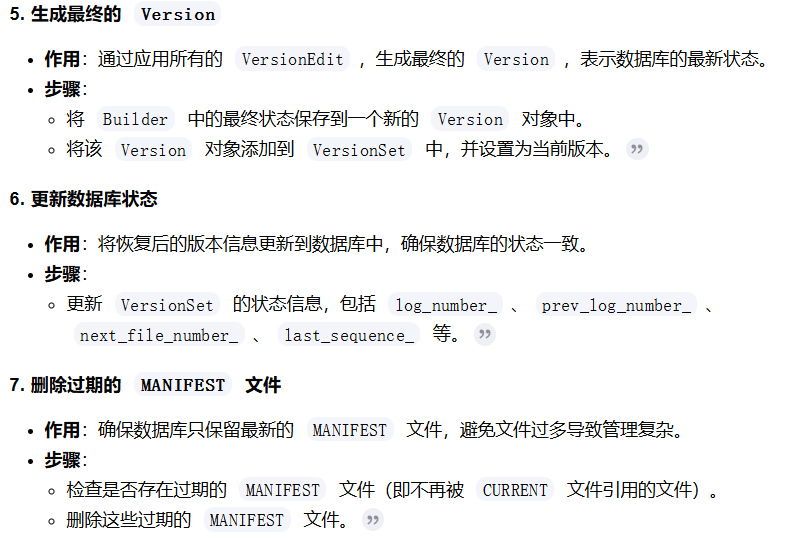 5. 生成最终的 Version
• 作用：通过应用所有的 VersionEdit ，生成最终的 Version ，表示数据库的最新状态。
• 步骤：
◦ 将 Builder 中的最终状态保存到一个新的 Version 对象中。
◦ 将该 Version 对象添加到 VersionSet 中，并设置为当前版本。
6. 更新数据库状态
• 作用：将恢复后的版本信息更新到数据库中，确保数据库的状态一致。
• 步骤：
◦ 更新 VersionSet 的状态信息，包括 log_number_ 、 prev_log_number_ 、
next_file_number_ 、 last_sequence_ 等。
7. 删除过期的 MANIFEST 文件
• 作用：确保数据库只保留最新的 MANIFEST 文件，避免文件过多导致管理复杂。
• 步骤：
◦ 检查是否存在过期的 MANIFEST 文件（即不再被 CURRENT 文件引用的文件）。
◦ 删除这些过期的 MANIFEST 文件。